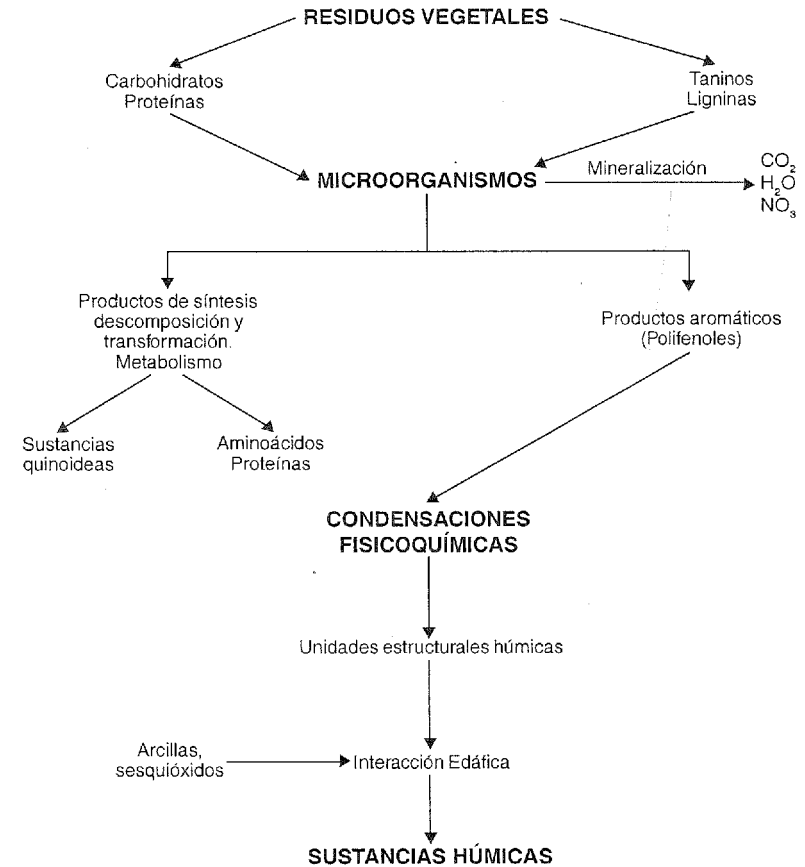 RESIDUOS VEGETALES
Carbohidratos
Proteínas
Taninos
Ligninas
MICROORGANISMOS
Mineralización
CO₂
H₂O
NO₃
Productos de síntesis
descomposición y
transformación.
Metabolismo
Productos aromáticos
(Polifenoles)
Sustancias
quinoideas
Aminoácidos
Proteínas
CONDENSACIONES
FISICOQUÍMICAS
Unidades estructurales húmicas
Arcillas,
sesquióxidos
Interacción Edáfica
SUSTANCIAS HÚMICAS